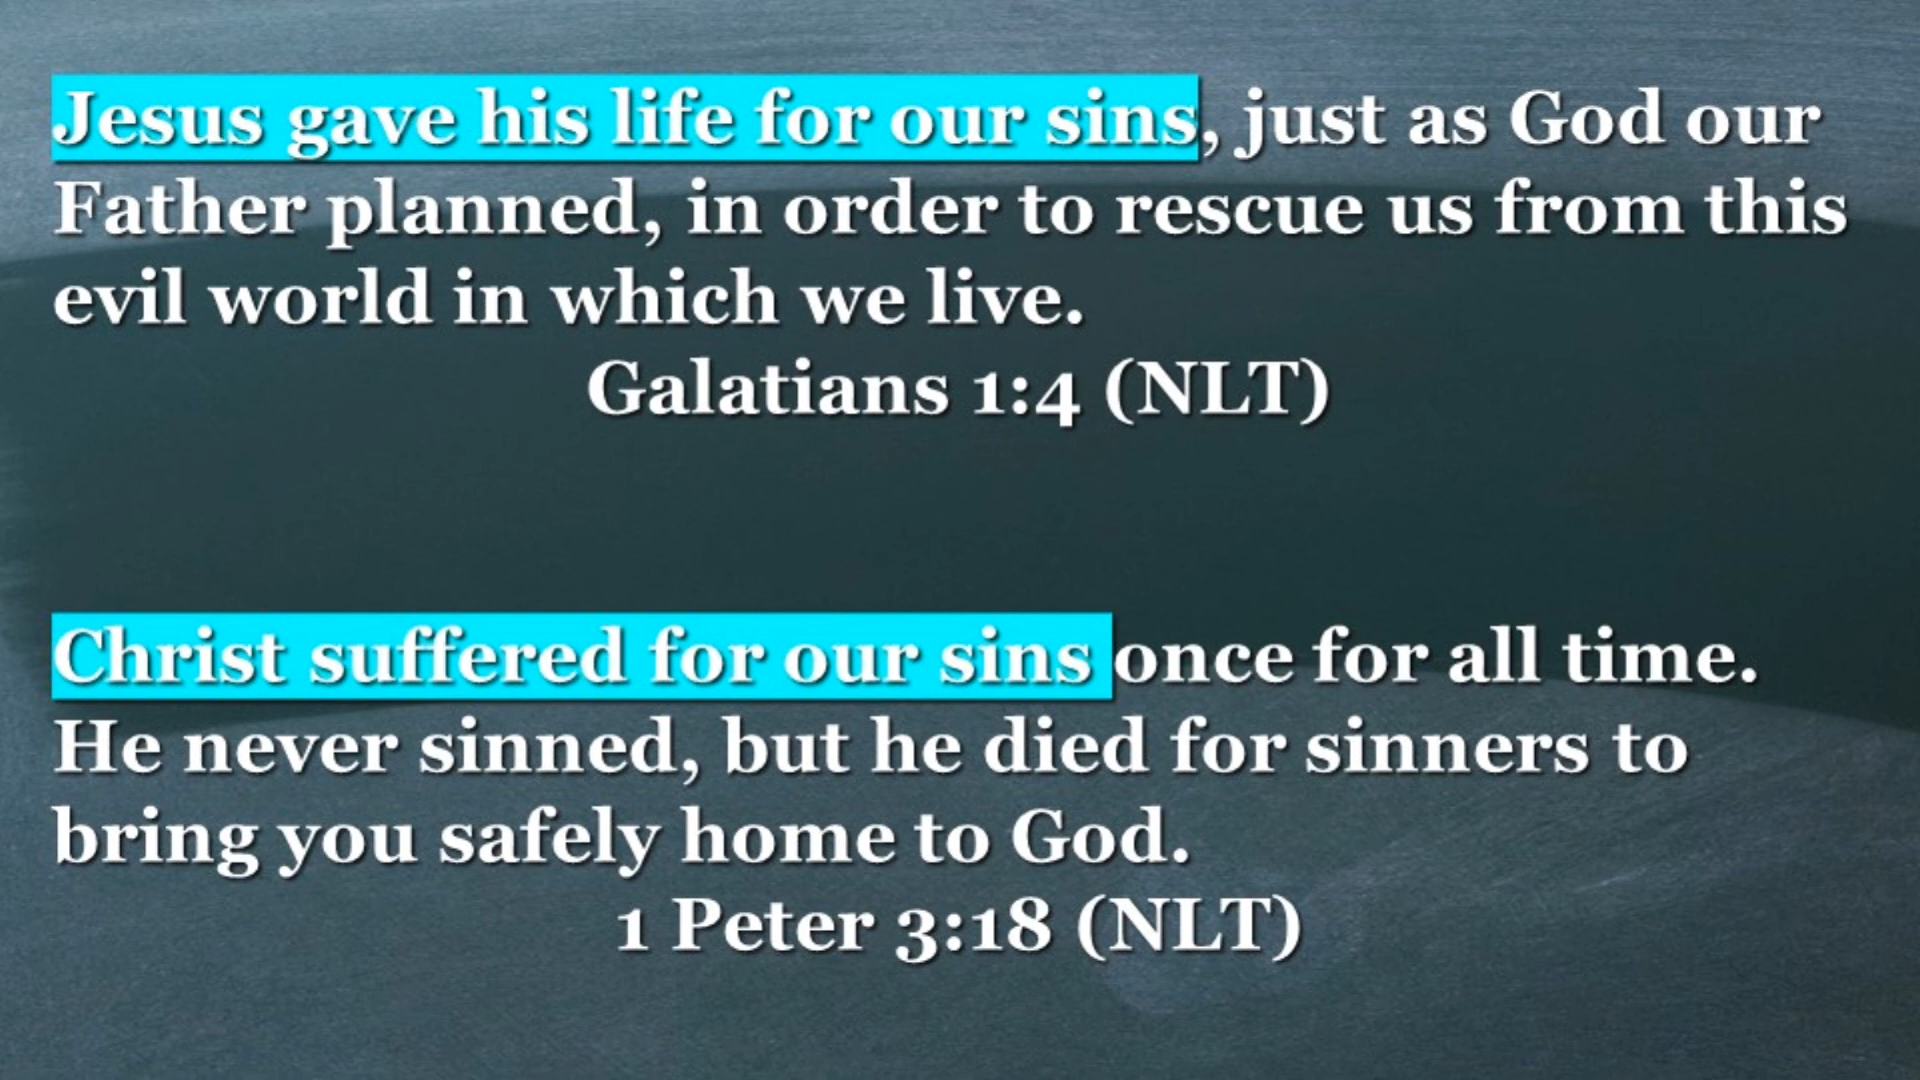 Jesus gave his life for our sins, just as God our
Father planned, in order to rescue us from this
evil world in which we live.
Galatians 1:4 (NLT)
Christ suffered for our sins once for all time.
He never sinned, but he died for sinners to
bring you safely home to God.
1 Peter 3:18 (NLT)